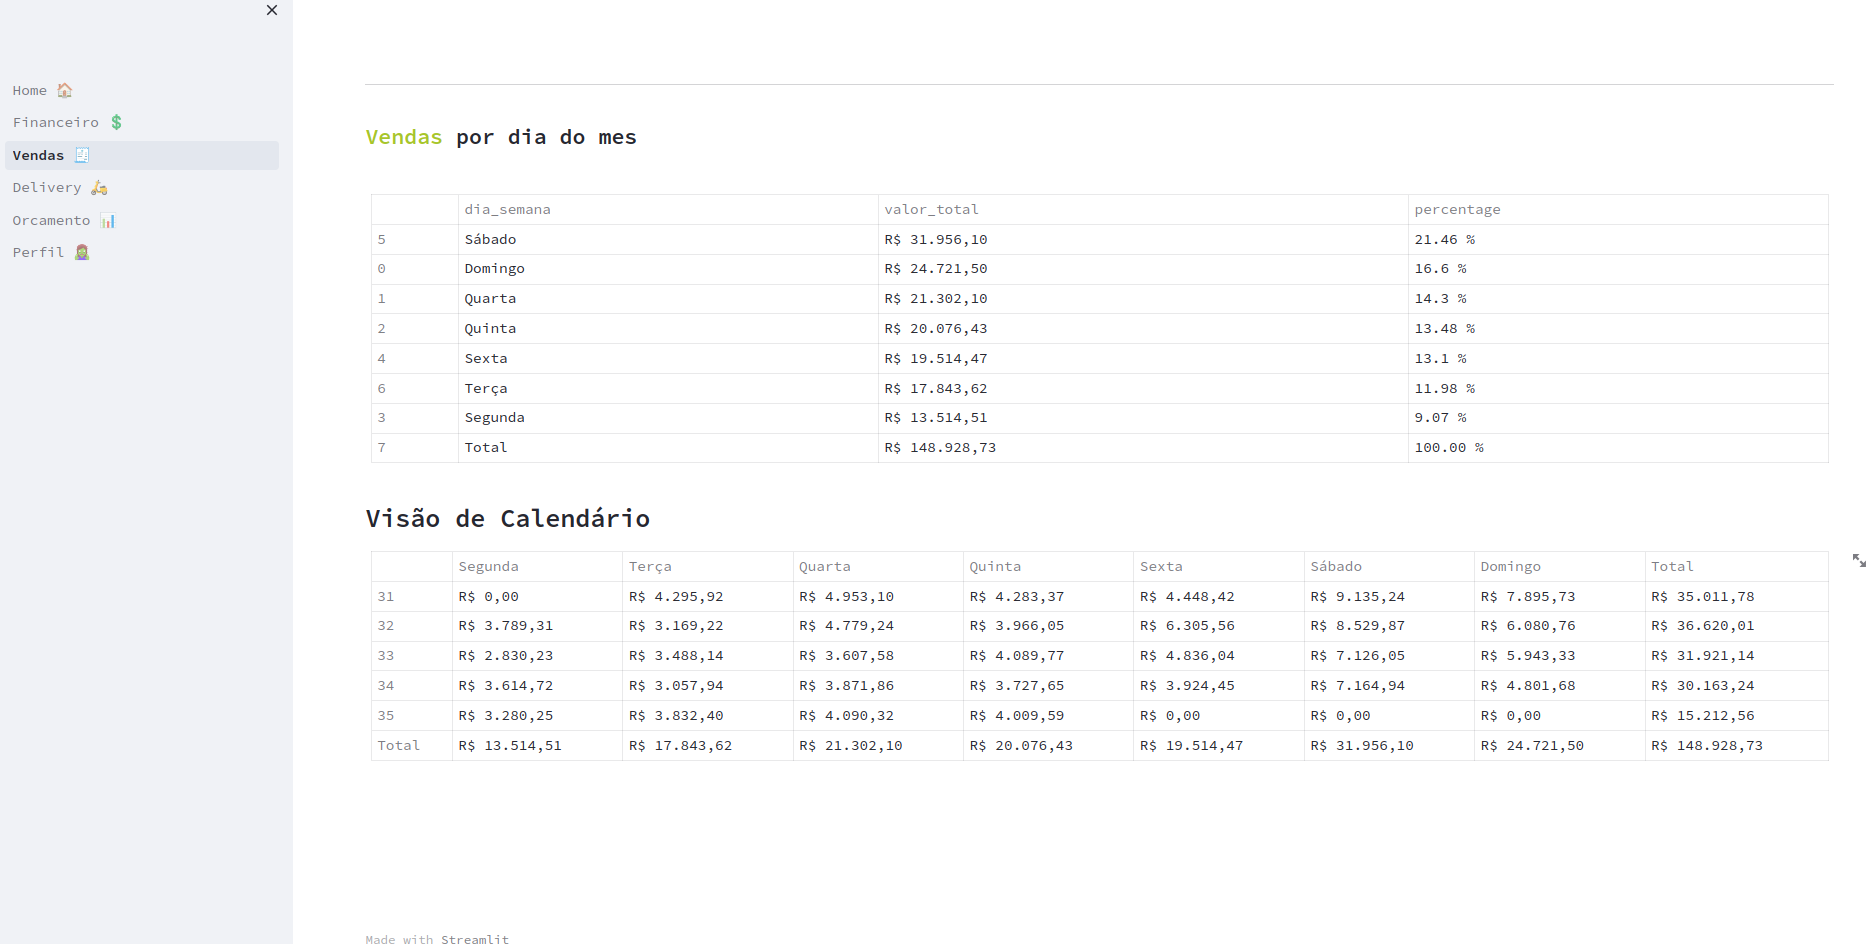 Home 🏠
Financeiro 💲
Vendas 🧾
Delivery 🛵
Orcamento 📊
Perfil
Vendas por dia do mes
dia_semana valor_total percentage
5 Sábado R$ 31.956,10 21.46 %
0 Domingo R$ 24.721,50 16.6 %
1 Quarta R$ 21.302,10 14.3 %
2 Quinta R$ 20.076,43 13.48 %
4 Sexta R$ 19.514,47 13.1 %
6 Terça R$ 17.843,62 11.98 %
3 Segunda R$ 13.514,51 9.07 %
7 Total R$ 148.928,73 100.00 %
Visão de Calendário
Segunda Terça Quarta Quinta Sexta Sábado Domingo Total
31 R$ 0,00 R$ 4.295,92 R$ 4.953,10 R$ 4.283,37 R$ 4.448,42 R$ 9.135,24 R$ 7.895,73 R$ 35.011,78
32 R$ 3.789,31 R$ 3.169,22 R$ 4.779,24 R$ 3.966,05 R$ 6.305,56 R$ 8.529,87 R$ 6.080,76 R$ 36.620,01
33 R$ 2.830,23 R$ 3.488,14 R$ 3.607,58 R$ 4.089,77 R$ 4.836,04 R$ 7.126,05 R$ 5.943,33 R$ 31.921,14
34 R$ 3.614,72 R$ 3.057,94 R$ 3.871,86 R$ 3.727,65 R$ 3.924,45 R$ 7.164,94 R$ 4.801,68 R$ 30.163,24
35 R$ 3.280,25 R$ 3.832,40 R$ 4.090,32 R$ 4.009,59 R$ 0,00 R$ 0,00 R$ 0,00 R$ 15.212,56
Total R$ 13.514,51 R$ 17.843,62 R$ 21.302,10 R$ 20.076,43 R$ 19.514,47 R$ 31.956,10 R$ 24.721,50 R$ 148.928,73
Made with Streamlit